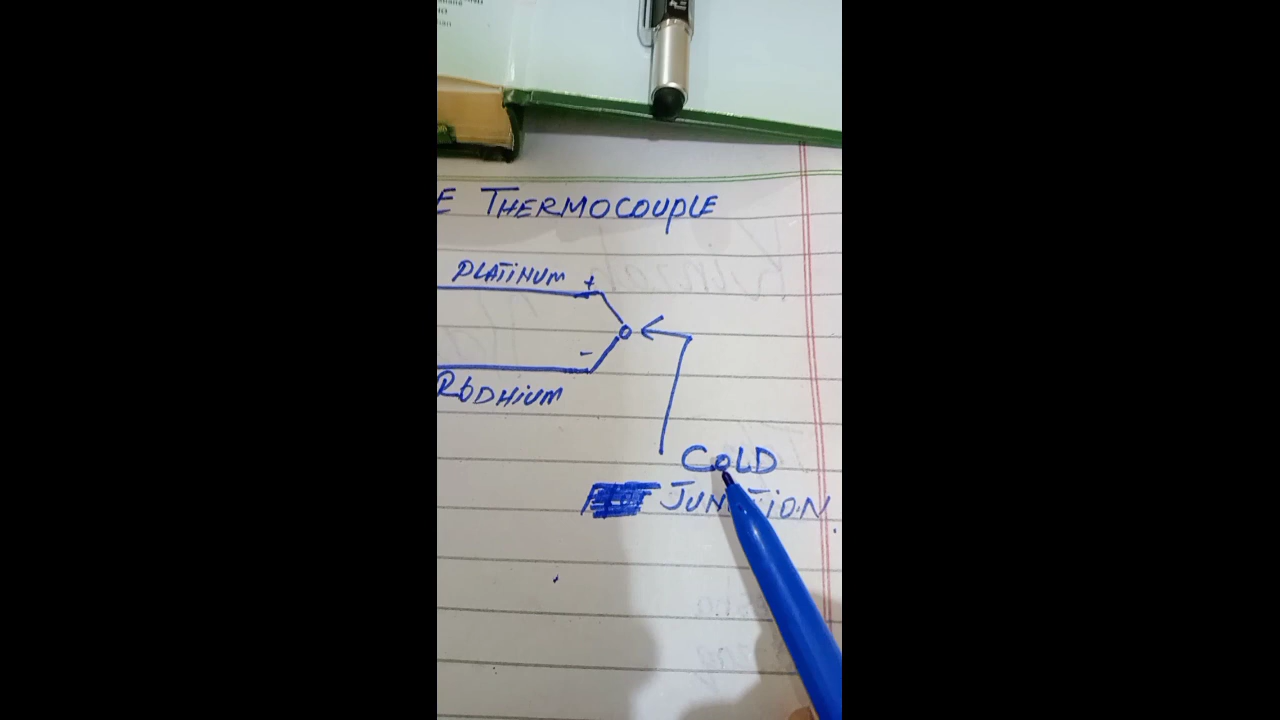 E THERMOCOUPLE
PLATINUM +
-
RODHIUM
COLD
JUNCTION.